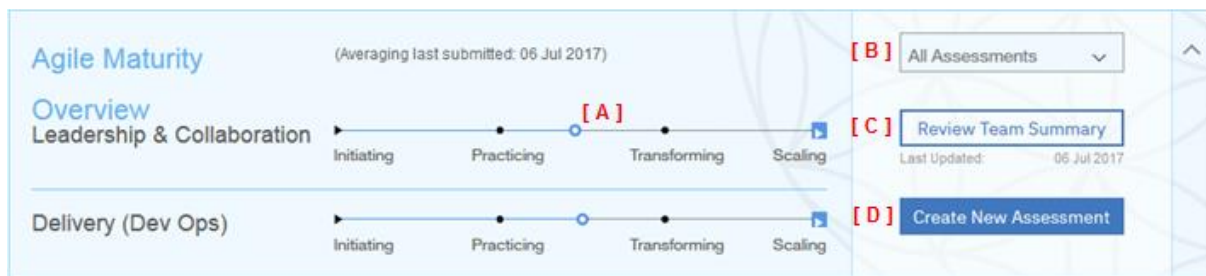 Agile Maturity
Overview
(Averaging last submitted: 06 Jul 2017)
Leadership & Collaboration
[ A ]
Initiating Practicing Transforming Scaling
Delivery (Dev Ops)
Initiating Practicing Transforming Scaling
[ B ] All Assessments
[ C ] Review Team Summary
Last Updated: 06 Jul 2017
[ D ] Create New Assessment